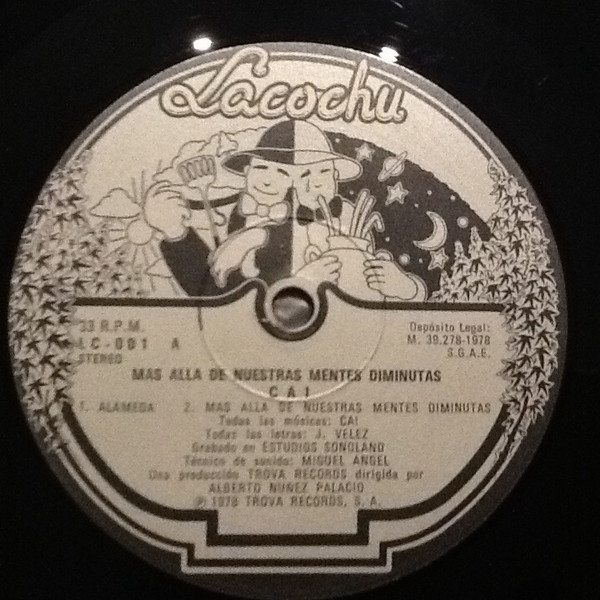 Lacochu
33 R.P.M.
LC-001 A
STEREO
Depósito Legal:
M. 39.278-1978
S.G.A.E.
MAS ALLA DE NUESTRAS MENTES DIMINUTAS
CAI
1. ALAMEDA 2. MAS ALLA DE NUESTRAS MENTES DIMINUTAS
Todas las músicas: CAI
Todas las letras: J. VELEZ
Grabado en ESTUDIOS SONOLAND
Técnico de sonido: MIGUEL ANGEL
Una producción TROVA RECORDS dirigida por
ALBERTO NUÑEZ PALACIO
℗ 1978 TROVA RECORDS, S. A.